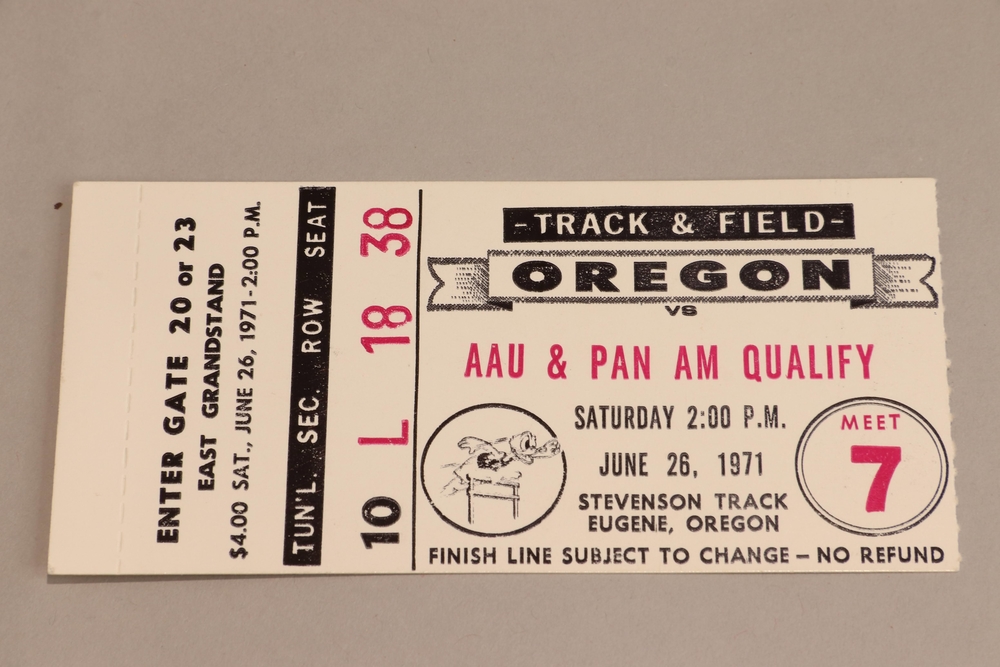 ENTER GATE 20 or 23
EAST GRANDSTAND
$4.00 SAT., JUNE 26, 1971-2:00 P.M.
TUN'L. SEC. ROW SEAT
10 L 18 38
-TRACK & FIELD-
OREGON
VS
AAU & PAN AM QUALIFY
SATURDAY 2:00 P.M.
JUNE 26, 1971
STEVENSON TRACK
EUGENE, OREGON
MEET
7
FINISH LINE SUBJECT TO CHANGE – NO REFUND